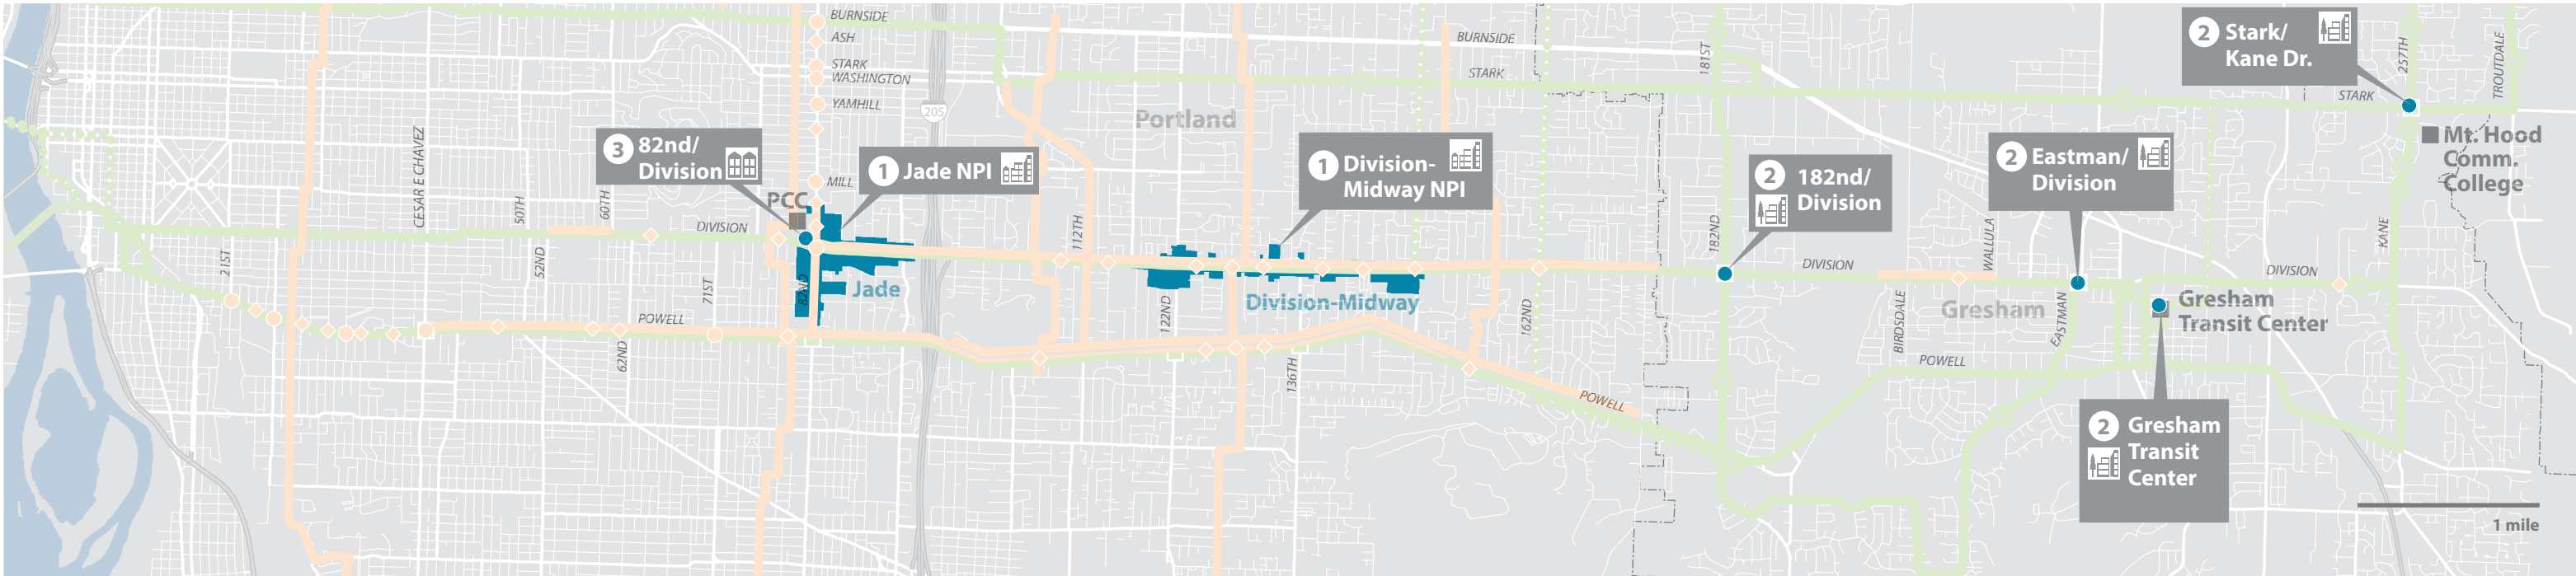 BURNSIDE
ASH
STARK
WASHINGTON
YAMHILL
MILL
205
BURNSIDE
STARK
181ST
2 Stark/
Kane Dr.
257TH
TROUTDALE
STARK
Mt. Hood
Comm.
College
Portland
CESAR E CHAVEZ
3 82nd/
Division
1 Jade NPI
1 Division-
Midway NPI
2 182nd/
Division
2 Eastman/
Division
PCC
21ST
50TH
52ND
60TH
62ND
71ST
DIVISION
82ND
Jade
112TH
122ND
Division-Midway
136TH
162ND
182ND
DIVISION
WALLULA
BIRDSDALE
Gresham
EASTMAN
DIVISION
KANE
Gresham
Transit Center
POWELL
POWELL
POWELL
2 Gresham
Transit
Center
1 mile